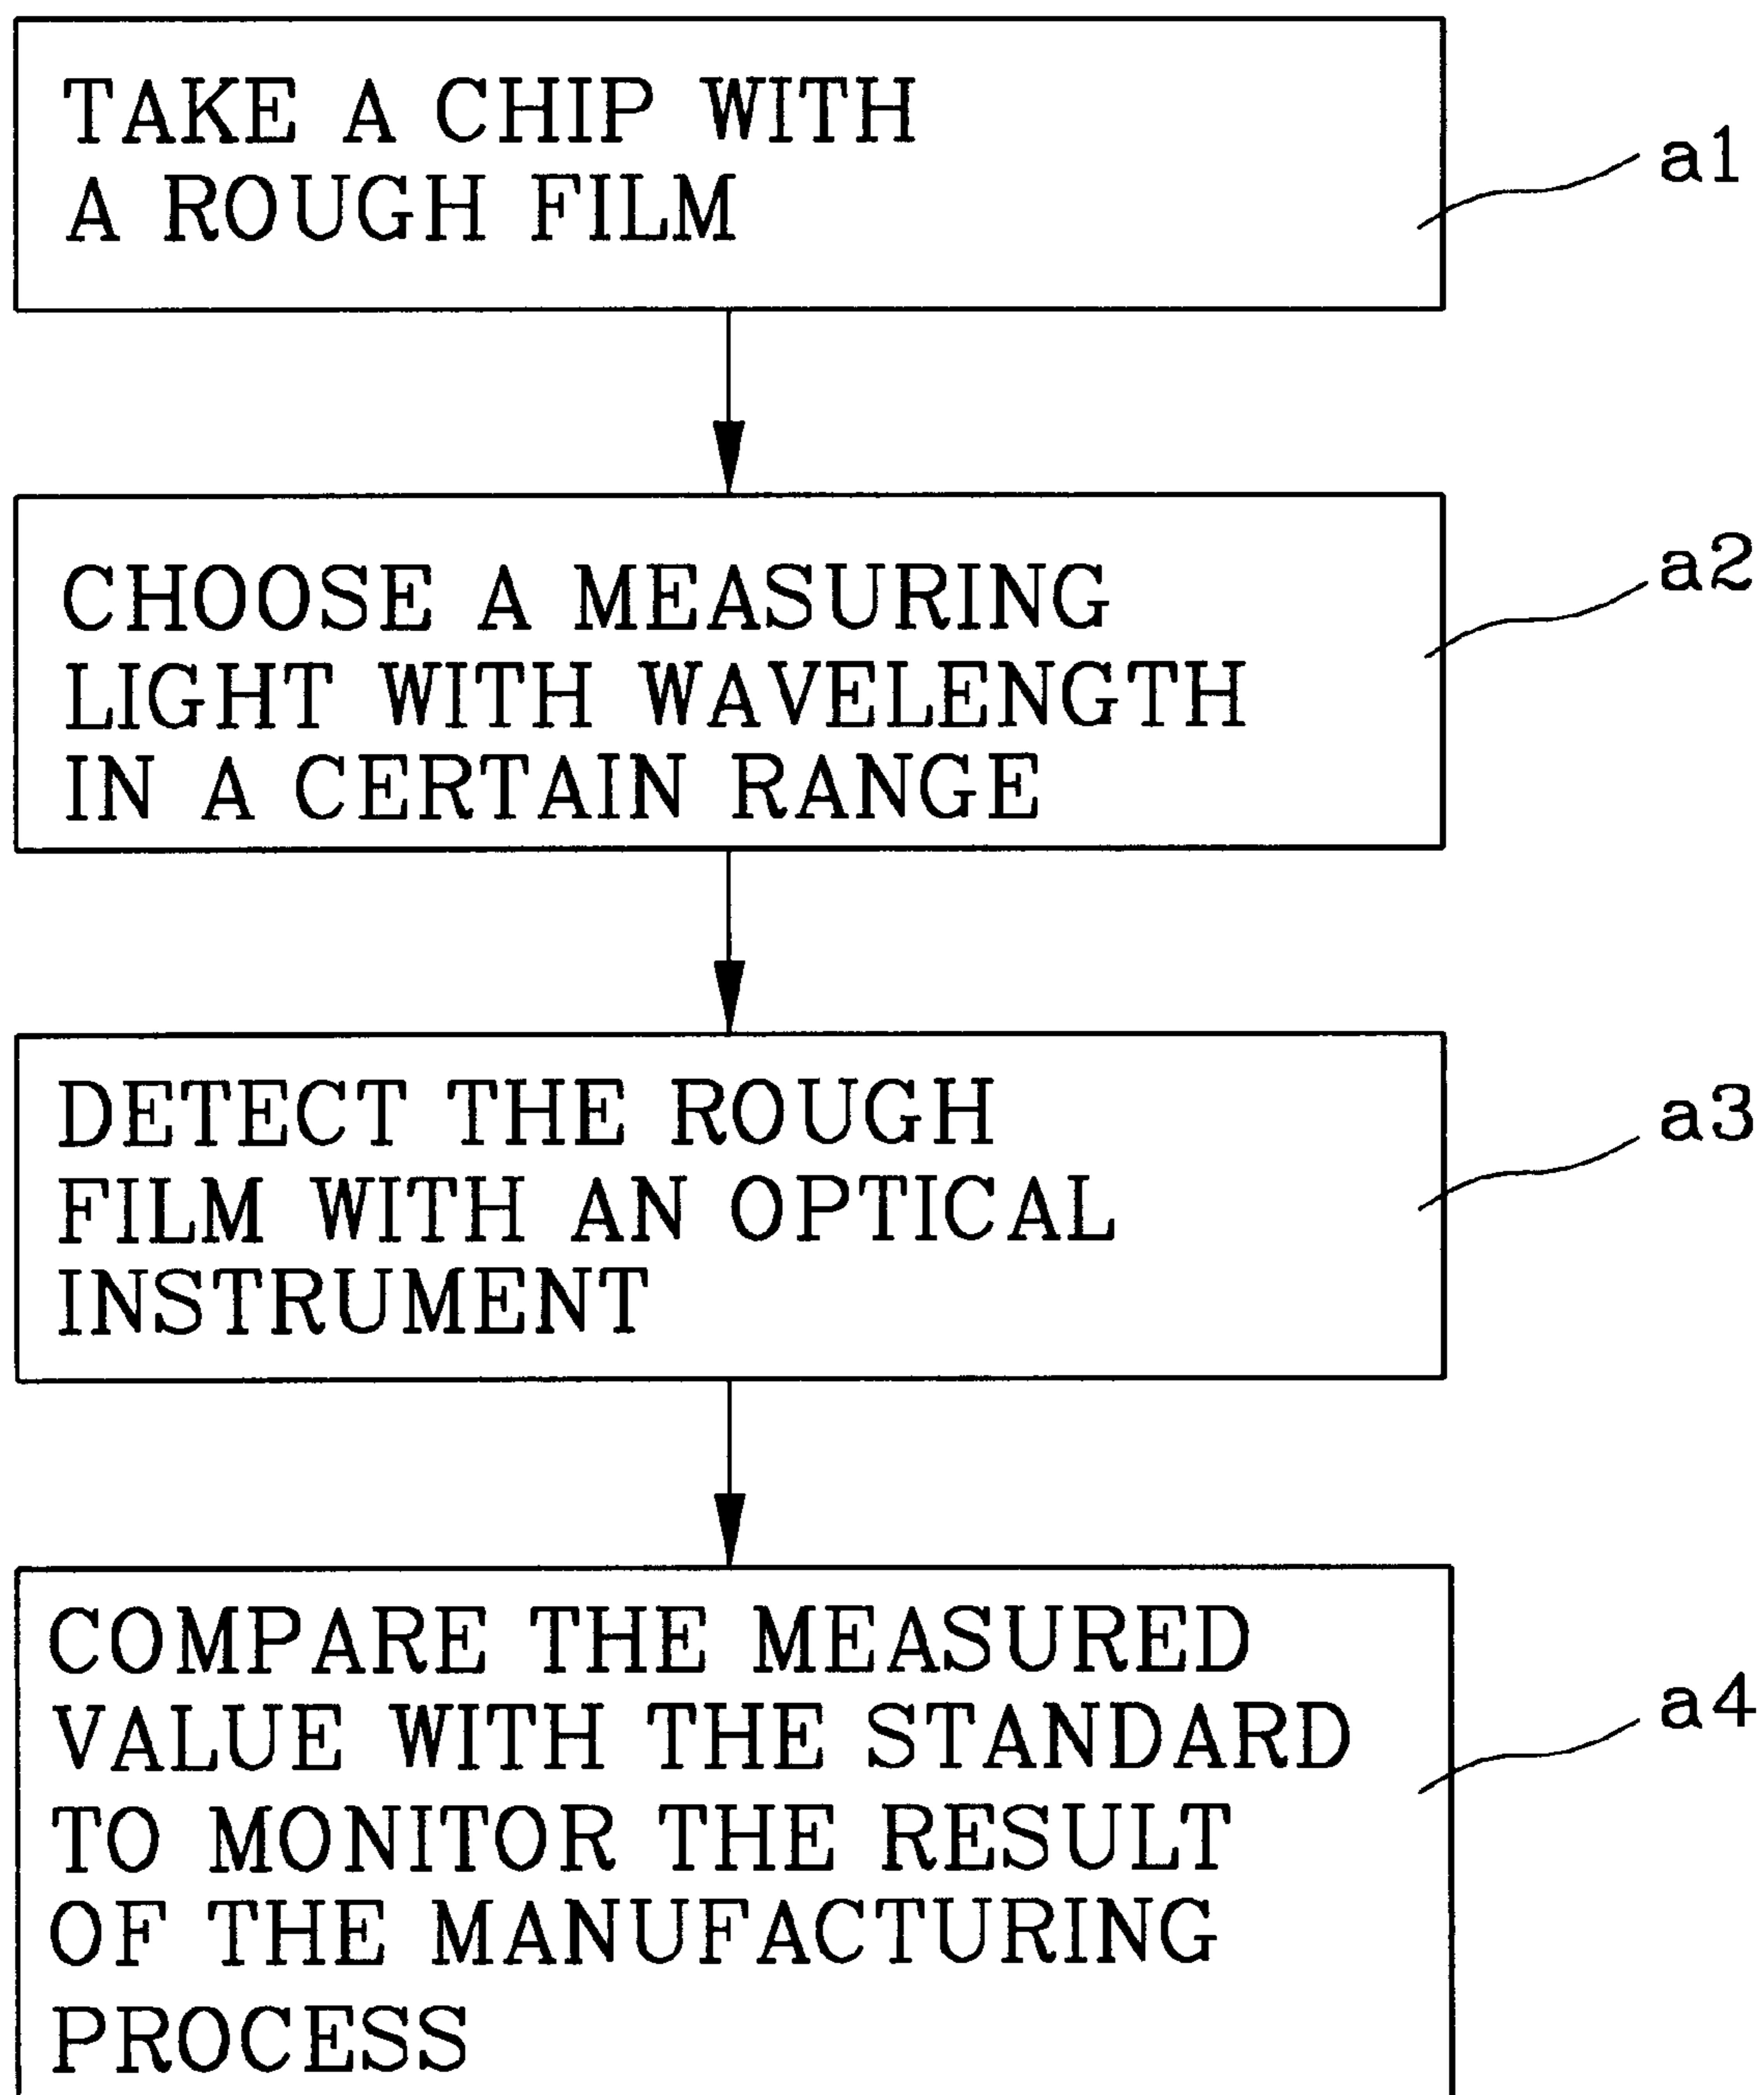 TAKE A CHIP WITH
A ROUGH FILM
a1
CHOOSE A MEASURING
LIGHT WITH WAVELENGTH
IN A CERTAIN RANGE
a2
DETECT THE ROUGH
FILM WITH AN OPTICAL
INSTRUMENT
a3
COMPARE THE MEASURED
VALUE WITH THE STANDARD
TO MONITOR THE RESULT
OF THE MANUFACTURING
PROCESS
a4